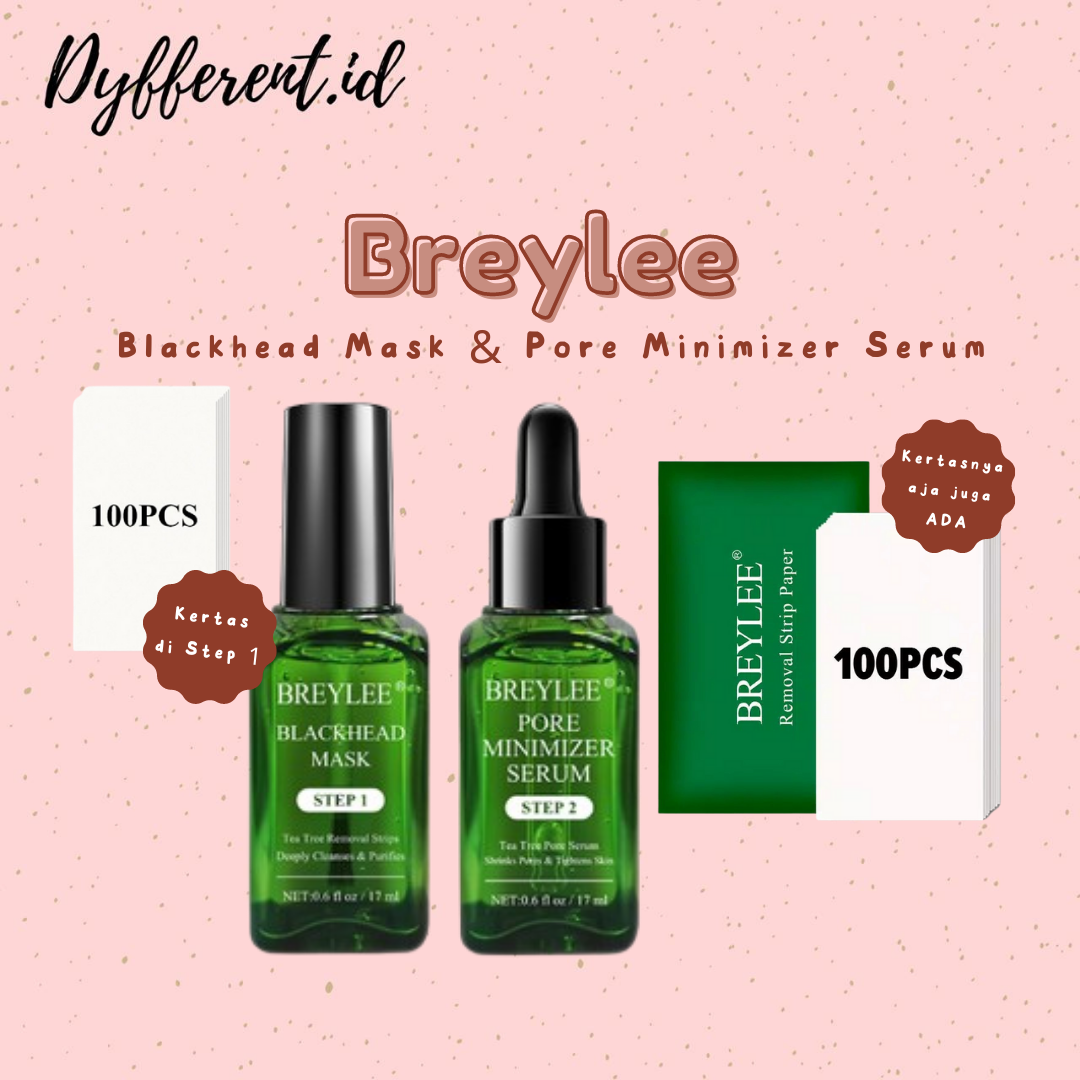 Dyfferent.id
Breylee
Blackhead Mask & Pore Minimizer Serum
100PCS
Kertas
di Step 1
BREYLEE®
BLACKHEAD
MASK
STEP 1
Tea Tree Removal Strips
Deeply Cleanses & Purifies
NET:0.6 fl oz / 17 ml
BREYLEE®
PORE
MINIMIZER
SERUM
STEP 2
Tea Tree Pore Serum
Shrinks Pores & Tightens Skin
NET:0.6 fl oz / 17 ml
BREYLEE®
Removal Strip Paper
Kertasnya
aja juga
ADA
100PCS